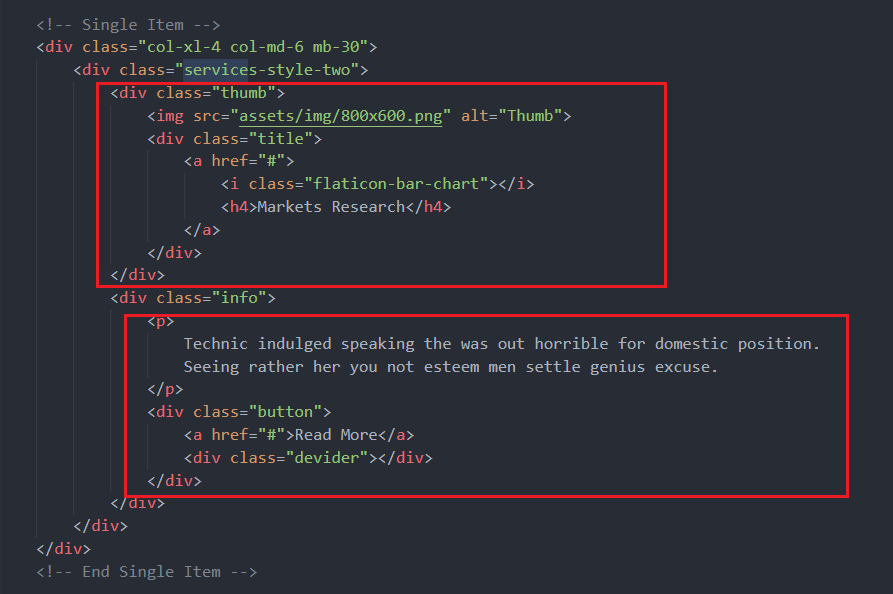 <!-- Single Item -->
<div class="col-xl-4 col-md-6 mb-30">
<div class="services-style-two">
<div class="thumb">
<img src="assets/img/800x600.png" alt="Thumb">
<div class="title">
<a href="#">
<i class="flaticon-bar-chart"></i>
<h4>Markets Research</h4>
</a>
</div>
</div>
<div class="info">
<p>
Technic indulged speaking the was out horrible for domestic position.
Seeing rather her you not esteem men settle genius excuse.
</p>
<div class="button">
<a href="#">Read More</a>
<div class="devider"></div>
</div>
</div>
</div>
</div>
<!-- End Single Item -->